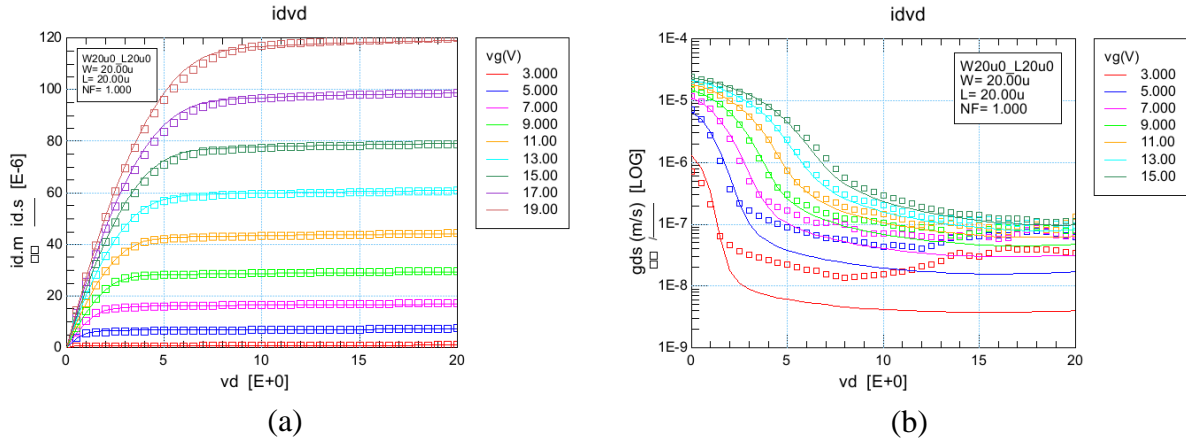 idvd
id.m id.s [E-6]
120
100
80
60
40
20
0
W20u0_L20u0
W= 20.00u
L= 20.00u
NF= 1.000
0 5 10 15 20
vd [E+0]
vg(V)
3.000
5.000
7.000
9.000
11.00
13.00
15.00
17.00
19.00
(a)
idvd
gds (m/s) [LOG]
1E-4
1E-5
1E-6
1E-7
1E-8
1E-9
W20u0_L20u0
W= 20.00u
L= 20.00u
NF= 1.000
0 5 10 15 20
vd [E+0]
vg(V)
3.000
5.000
7.000
9.000
11.00
13.00
15.00
(b)